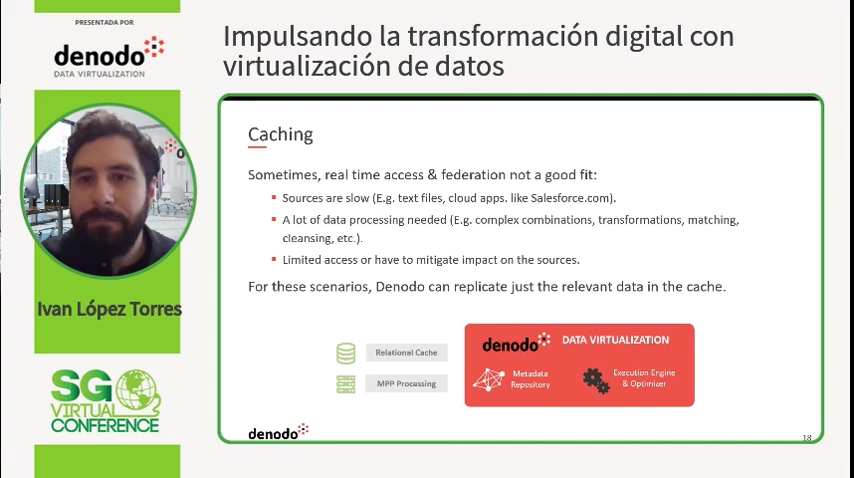 PRESENTADA POR
denodo
DATA VIRTUALIZATION
Ivan López Torres
SG
VIRTUAL
CONFERENCE
Impulsando la transformación digital con
virtualización de datos
Caching
Sometimes, real time access & federation not a good fit:
Sources are slow (E.g. text files, cloud apps. like Salesforce.com).
A lot of data processing needed (E.g. complex combinations, transformations, matching,
cleansing, etc.).
Limited access or have to mitigate impact on the sources.
For these scenarios, Denodo can replicate just the relevant data in the cache.
Relational Cache
MPP Processing
denodo DATA VIRTUALIZATION
Metadata
Repository
Execution Engine
& Optimizer
denodo
18